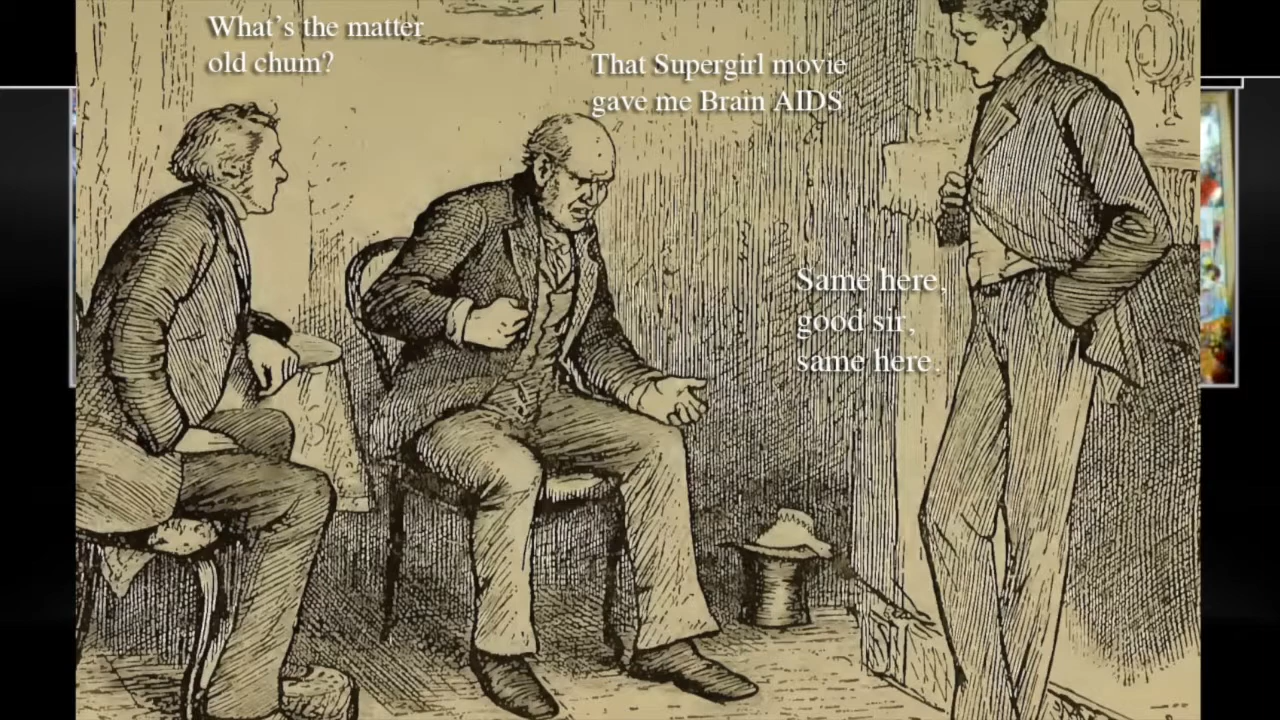 What's the matter
old chum?
That Supergirl movie
gave me Brain AIDS
Same here,
good sir,
same here.